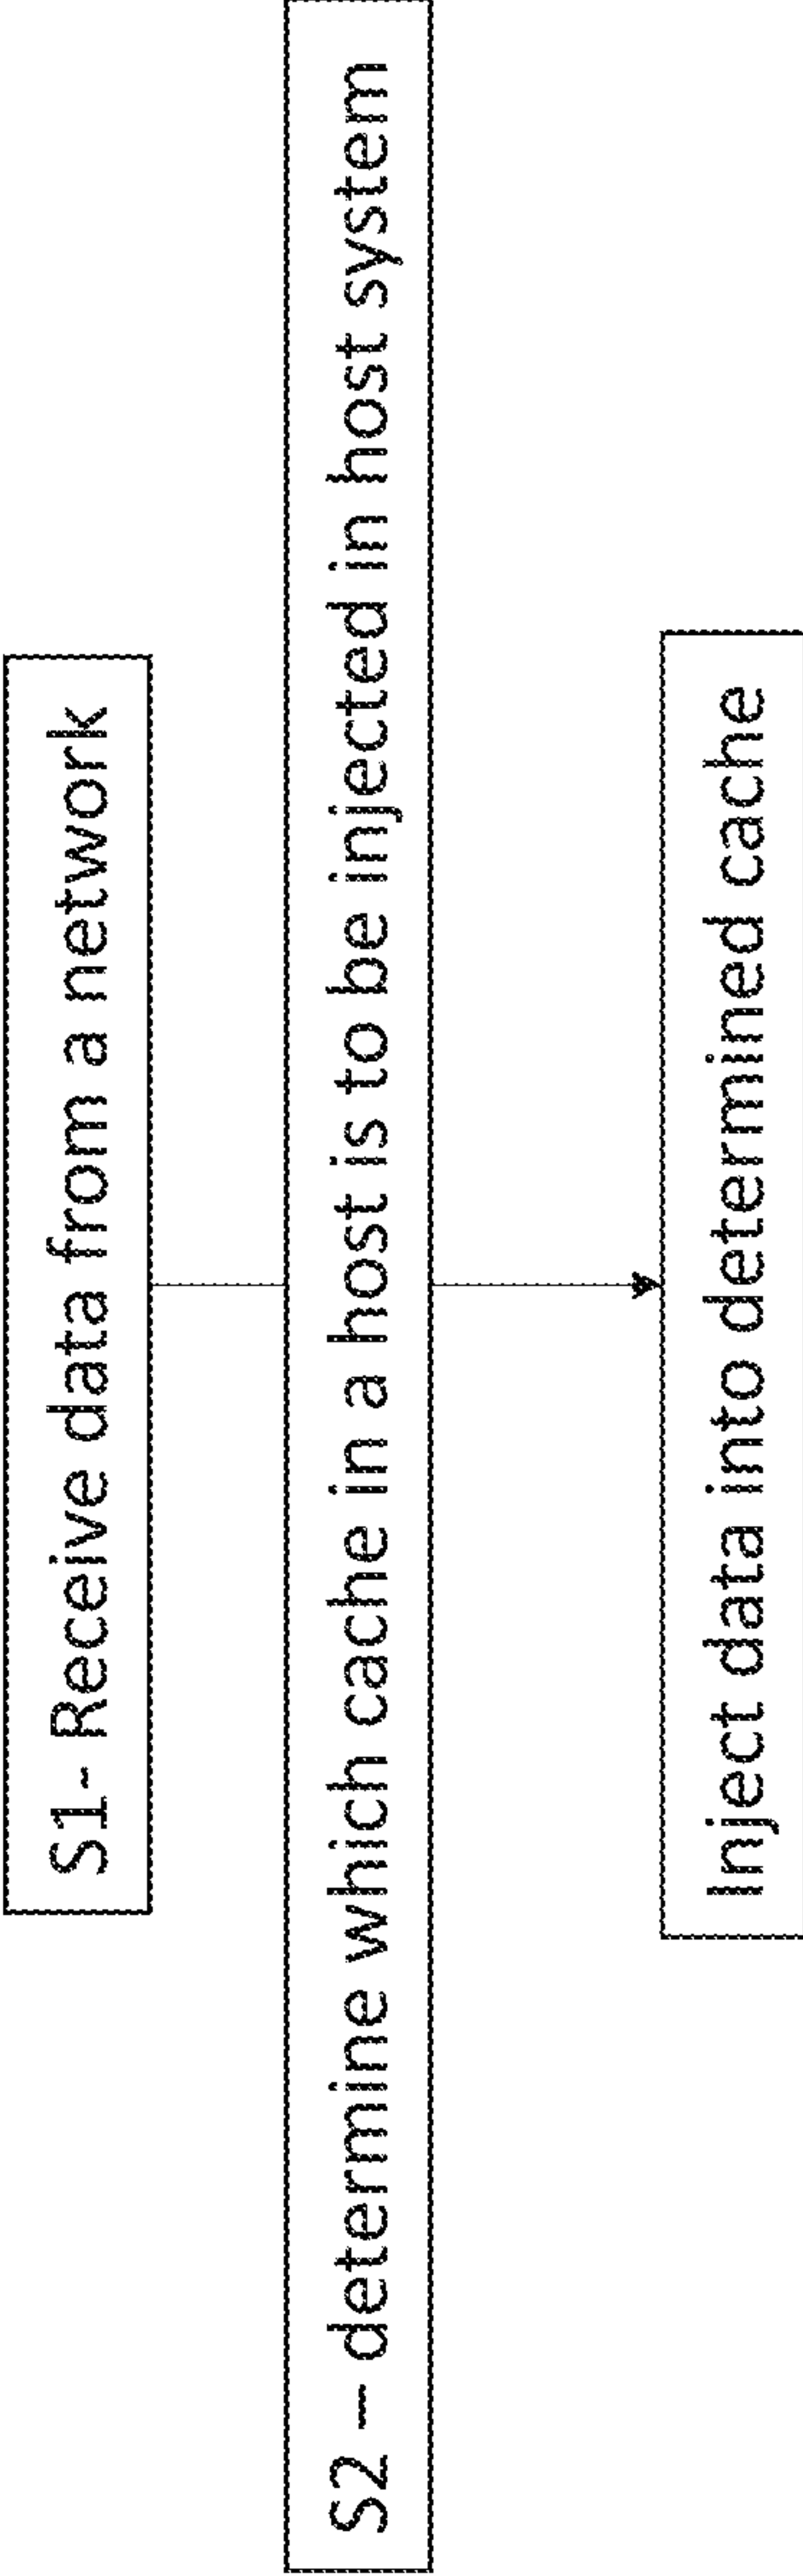 S1- Receive data from a network
S2 – determine which cache in a host is to be injected in host system
Inject data into determined cache